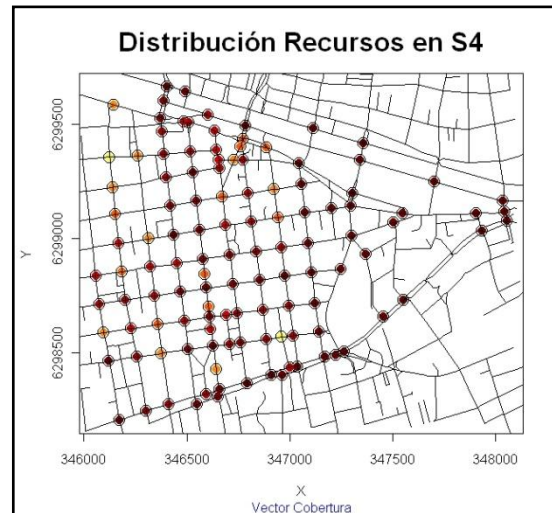 Distribución Recursos en S4
6299500
6299000
6298500
Y
346000 346500 347000 347500 348000
X
Vector Cobertura